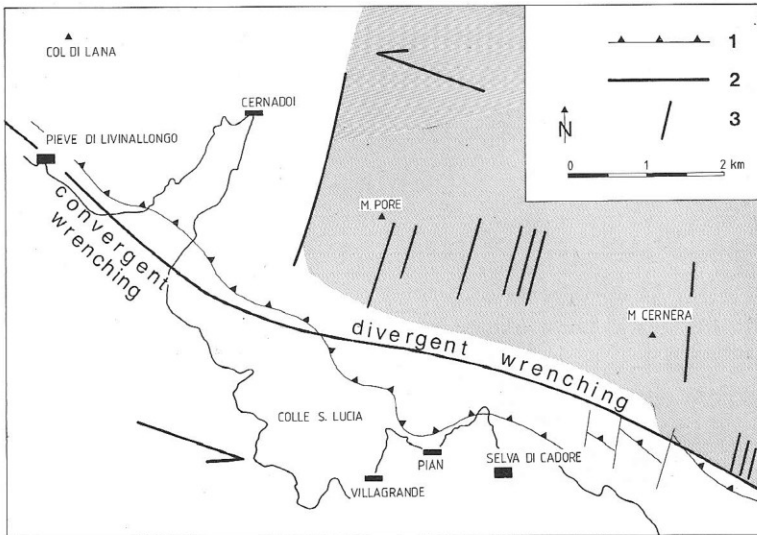 COL DI LANA
CERNADOI
PIEVE DI LIVINALLONGO
convergent
wrenching
M. PORE
divergent wrenching
M CERNERA
COLLE S. LUCIA
PIAN
SELVA DI CADORE
VILLAGRANDE
1
2
3
N
0 1 2 km